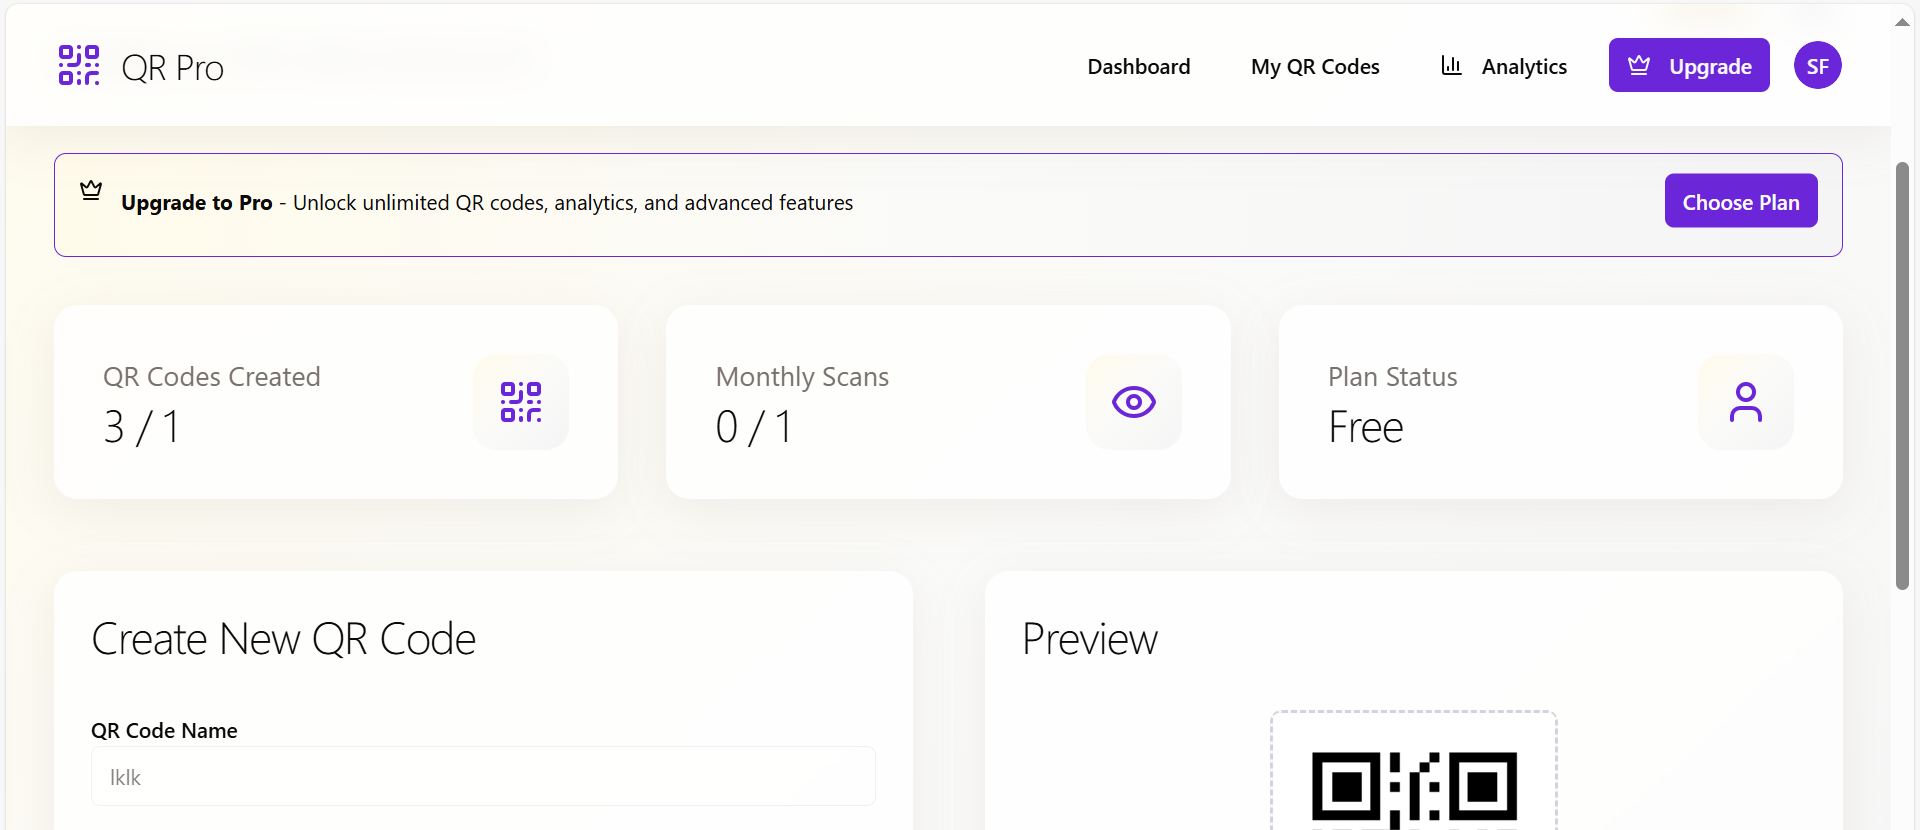 QR Pro
Dashboard
My QR Codes
Analytics
Upgrade
SF
Upgrade to Pro - Unlock unlimited QR codes, analytics, and advanced features
Choose Plan
QR Codes Created
3 / 1
Monthly Scans
0 / 1
Plan Status
Free
Create New QR Code
QR Code Name
lklk
Preview